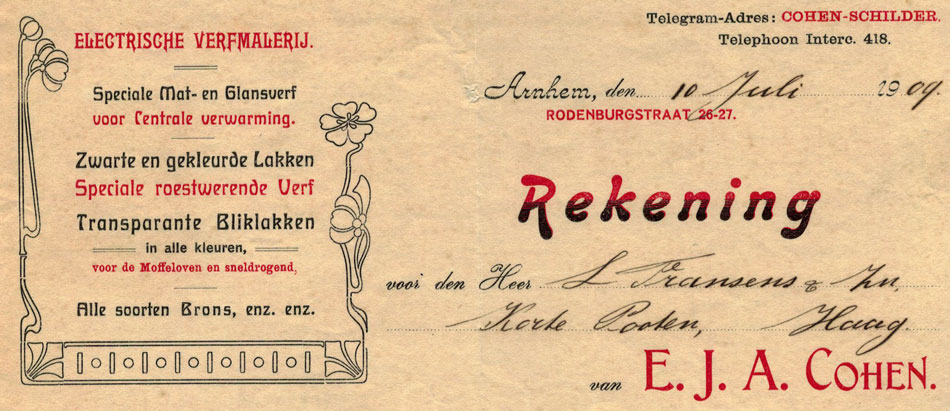 ELECTRISCHE VERFMALERIJ.
Speciale Mat- en Glansverf
voor Centrale verwarming.
Zwarte en gekleurde Lakken
Speciale roestwerende Verf
Transparante Bliklakken
in alle kleuren,
voor de Moffeloven en sneldrogend,
Alle soorten Brons, enz. enz.
Telegram-Adres: COHEN-SCHILDER.
Telephoon Interc. 418.
Arnhem, den 10 Juli 1909.
RODENBURGSTRAAT 26-27.
Rekening
voor den Heer L Fransens & Zn,
Korte Pooten, Haag.
van E. J. A. COHEN.